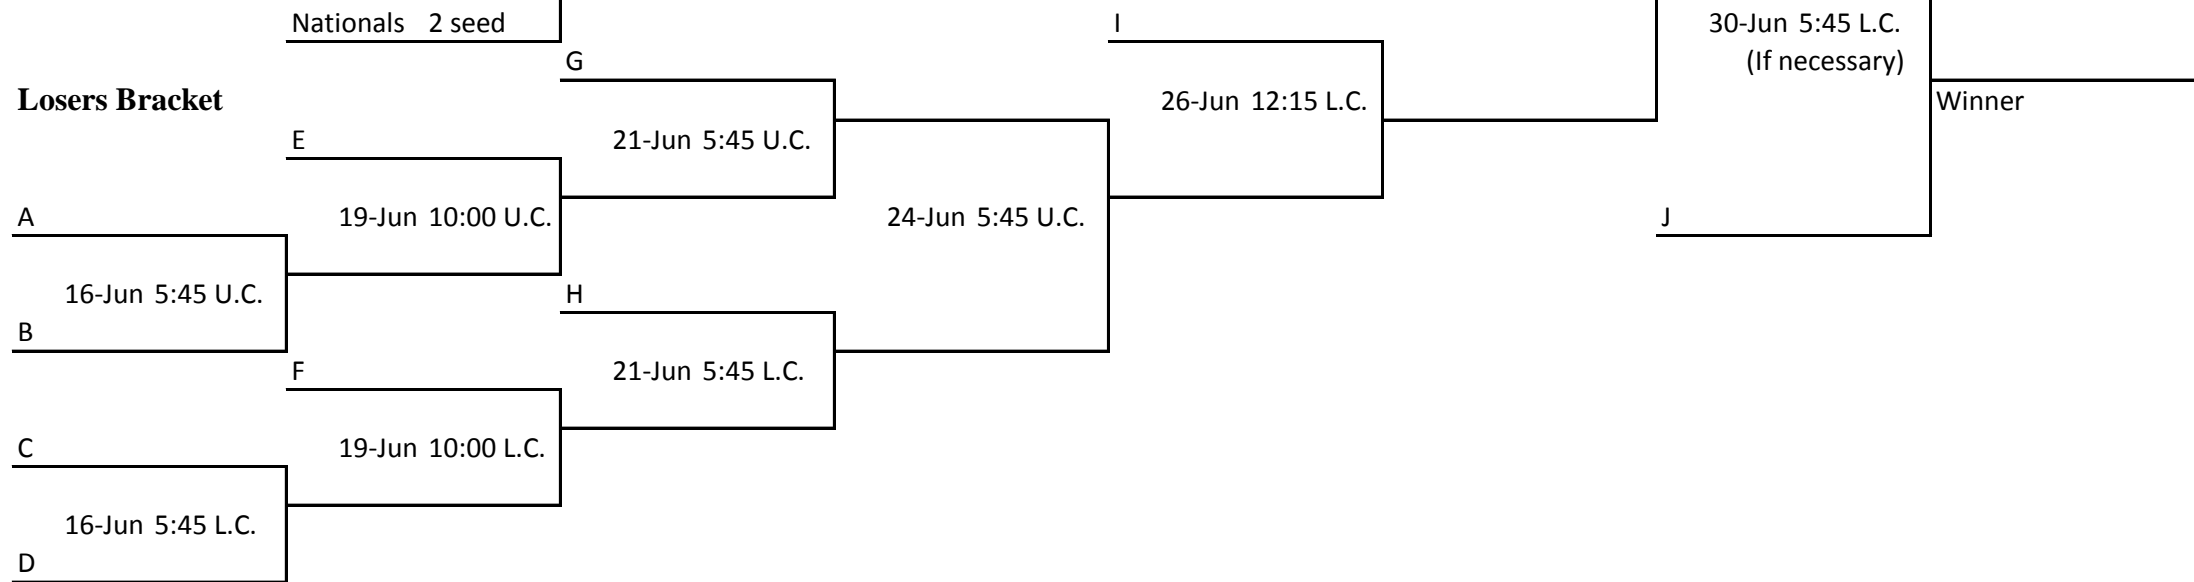 Nationals 2 seed
I
30-Jun 5:45 L.C.
(If necessary)
G
Losers Bracket
26-Jun 12:15 L.C.
Winner
E
21-Jun 5:45 U.C.
A
19-Jun 10:00 U.C.
24-Jun 5:45 U.C.
J
16-Jun 5:45 U.C.
H
B
F
21-Jun 5:45 L.C.
C
19-Jun 10:00 L.C.
16-Jun 5:45 L.C.
D